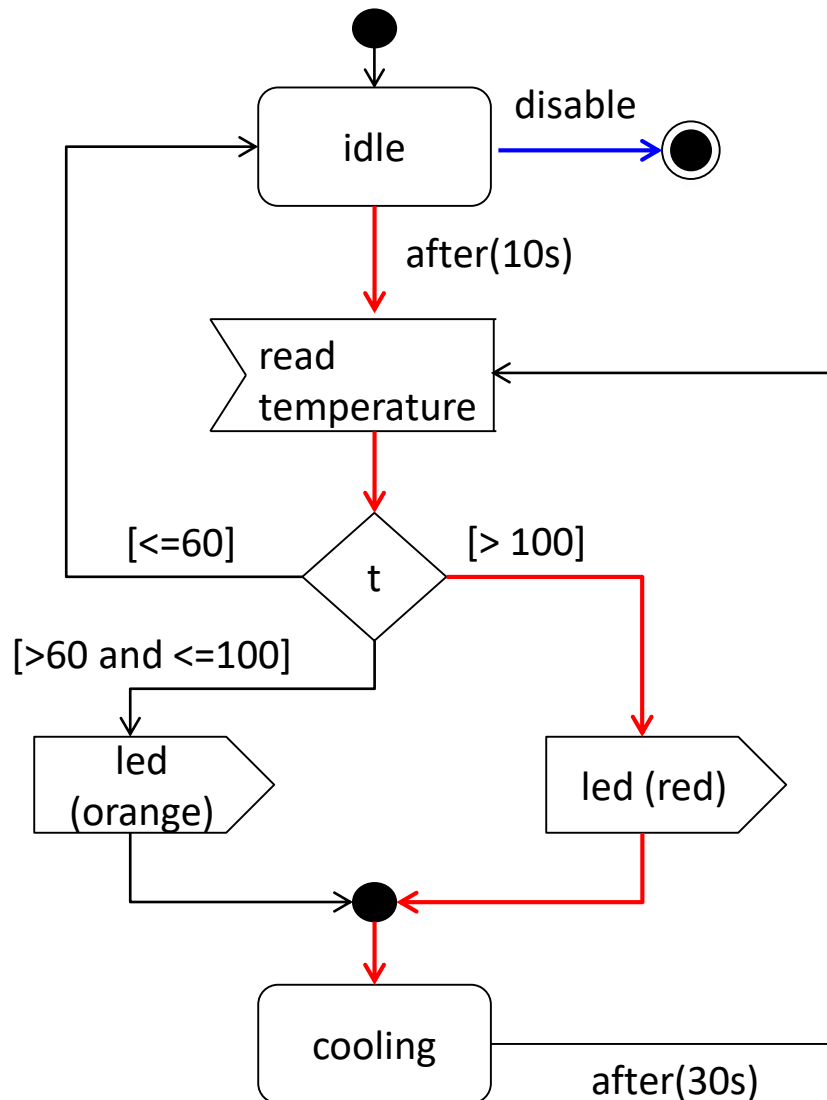 disable
idle
after(10s)
read
temperature
[<=60]
[> 100]
t
[>60 and <=100]
led
(orange)
led (red)
cooling
after(30s)